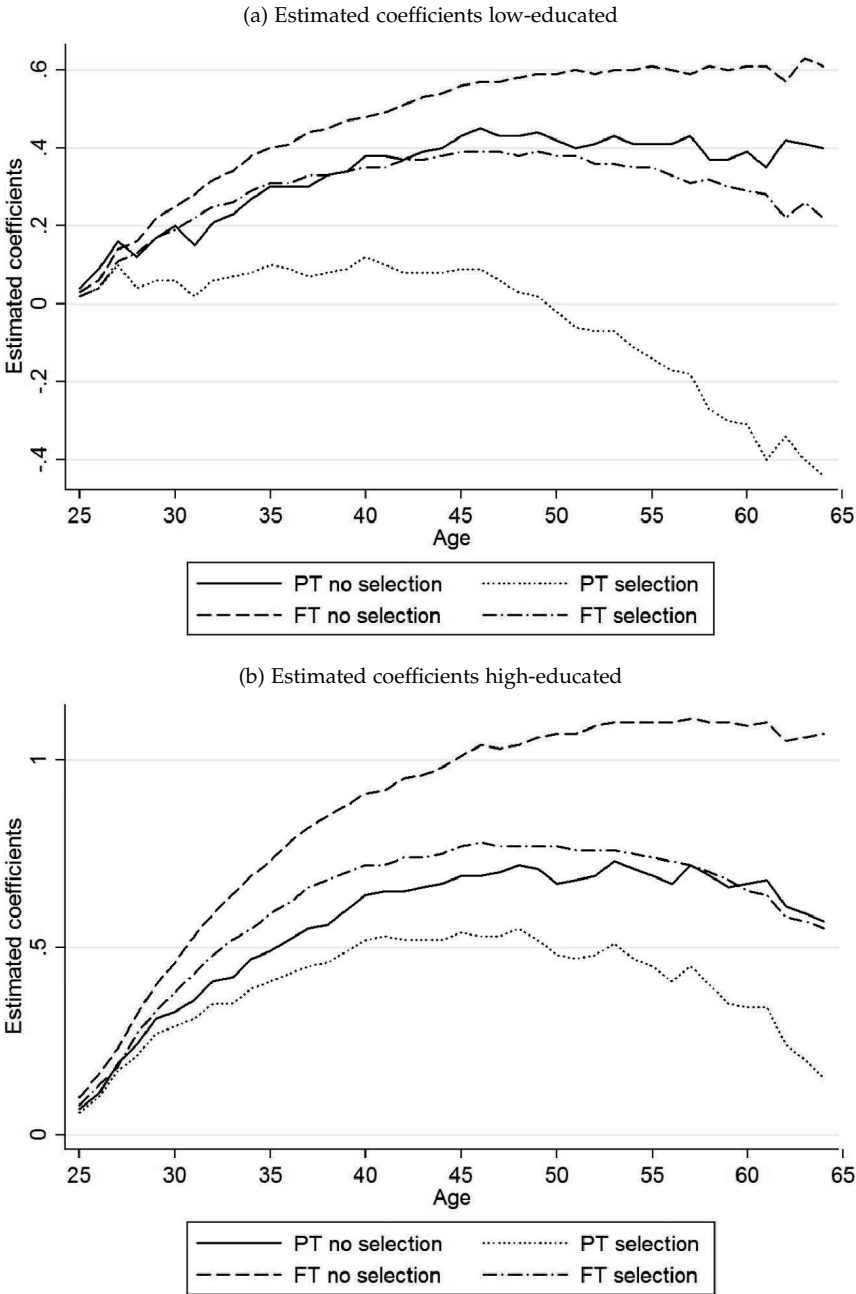 (a) Estimated coefficients low-educated
Estimated coefficients
.6
.4
.2
0
-.2
-.4
25 30 35 40 45 50 55 60 65
Age
PT no selection PT selection
FT no selection FT selection
(b) Estimated coefficients high-educated
Estimated coefficients
1
.5
0
25 30 35 40 45 50 55 60 65
Age
PT no selection PT selection
FT no selection FT selection